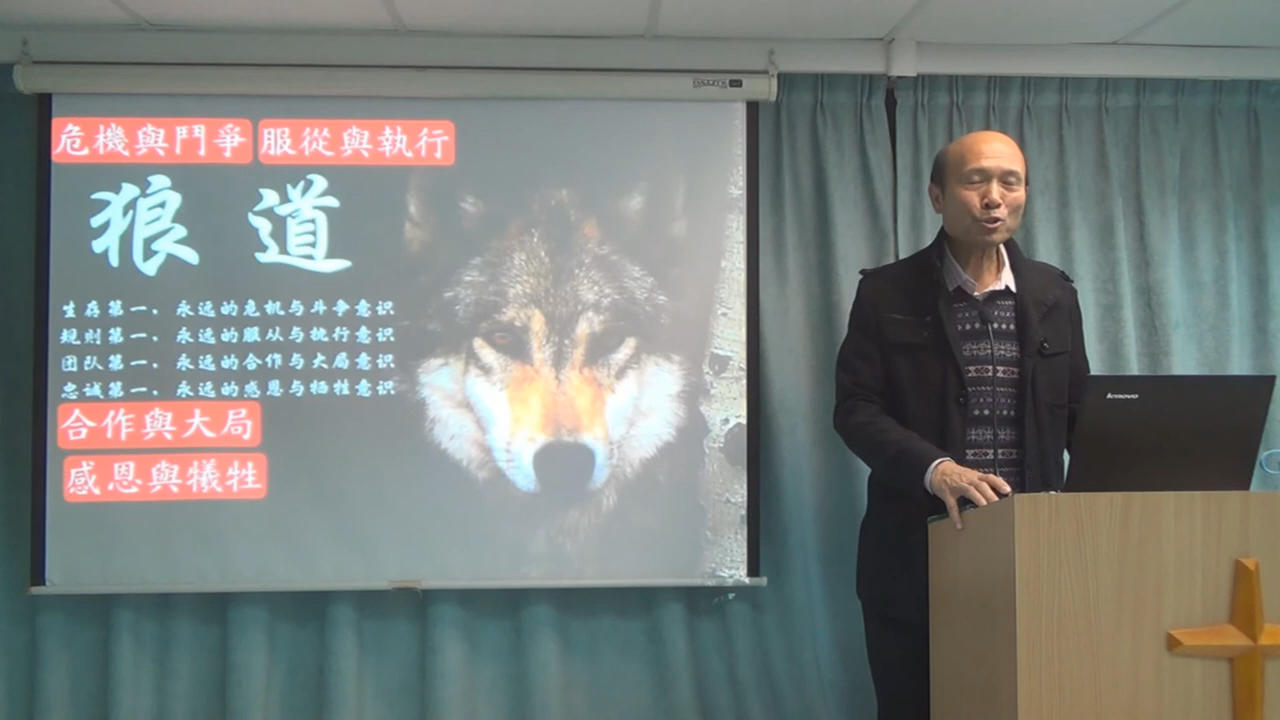 危機與鬥爭 服從與執行
狼 道
生存第一，永远的危机与斗争意识
规则第一，永远的服从与执行意识
团队第一，永远的合作与大局意识
忠诚第一，永远的感恩与牺牲意识
合作與大局
感恩與犧牲
lenovo